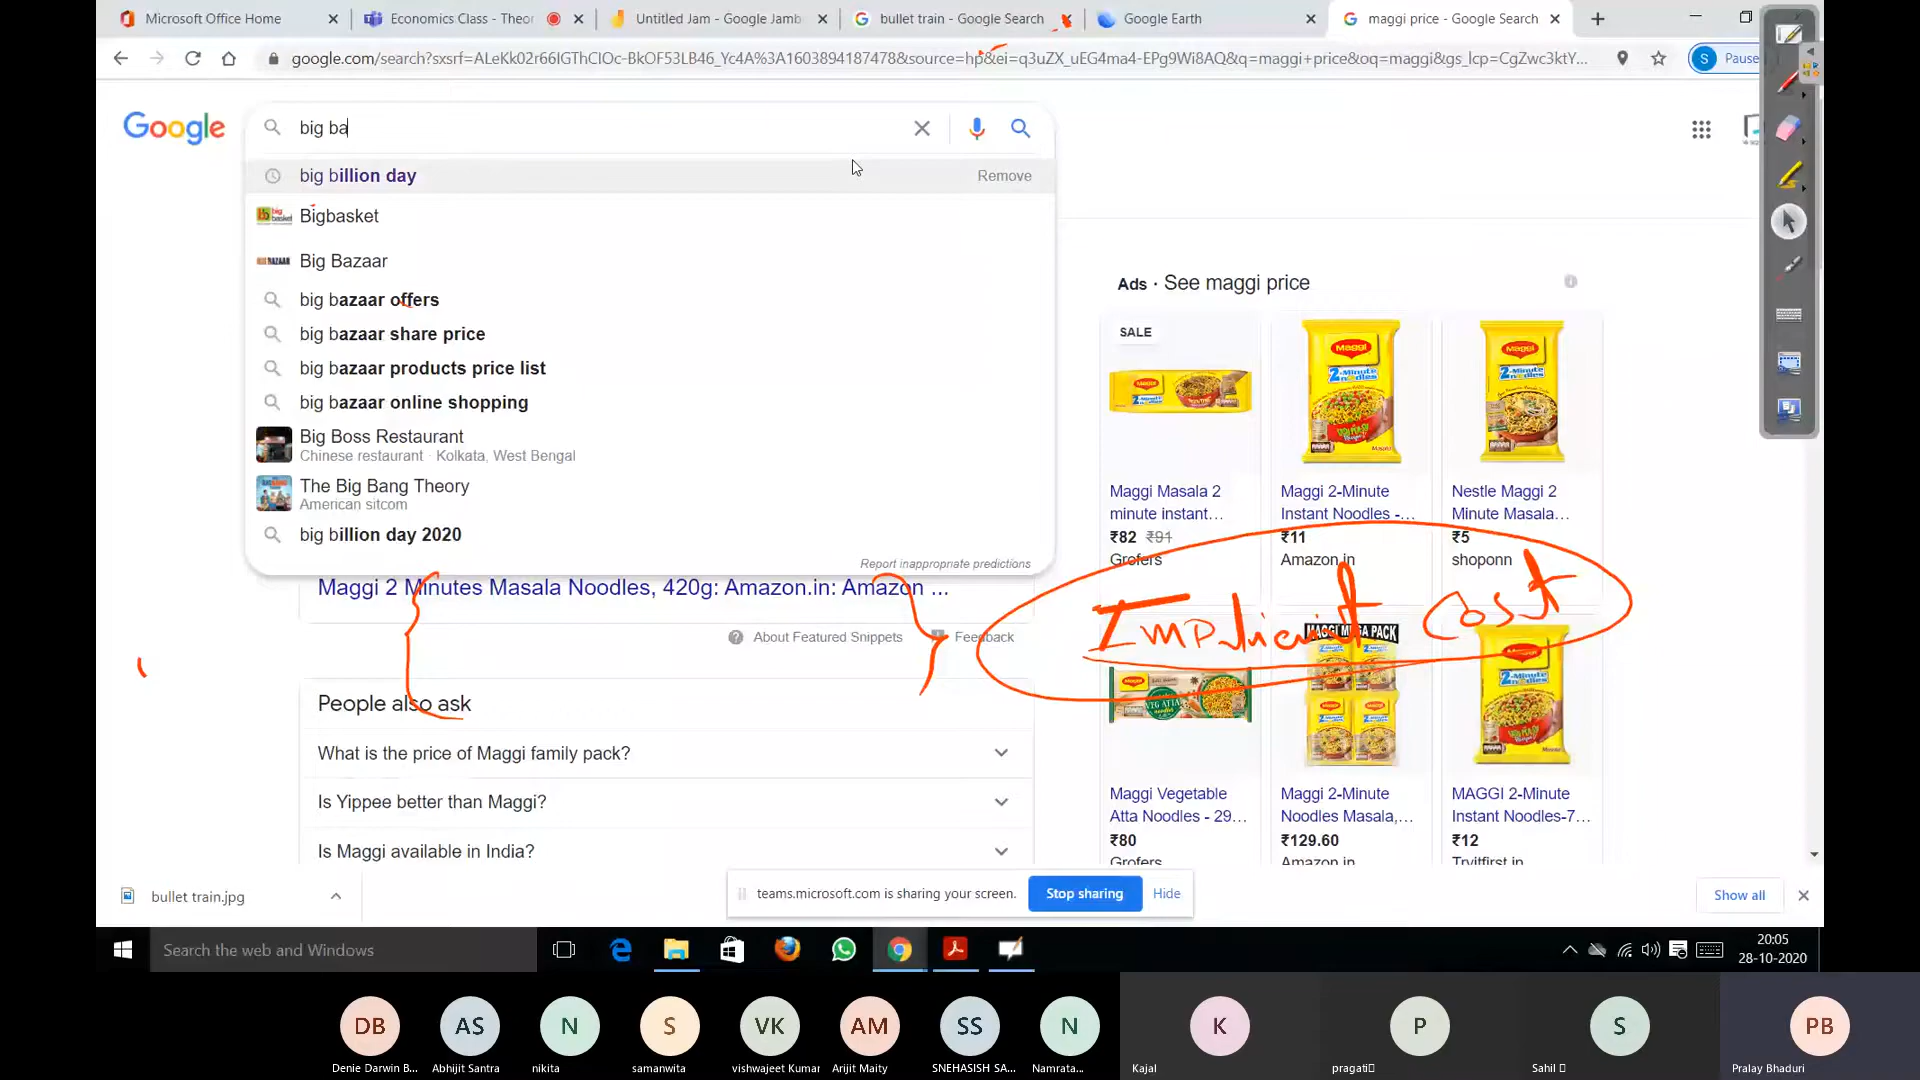 Microsoft Office Home
Economics Class - Theor
Untitled Jam - Google Jamb
bullet train - Google Search
Google Earth
maggi price - Google Search
google.com/search?sxsrf=ALeKk02r66IGThClOc-BkOF53LB46_Yc4A%3A1603894187478&source=hp&ei=q3uZX_uEG4ma4-EPg9Wi8AQ&q=maggi+price&oq=maggi&gs_lcp=CgZwc3ktY...
S
Pause
Google
big ba
big billion day
Remove
Bigbasket
Big Bazaar
big bazaar offers
big bazaar share price
big bazaar products price list
big bazaar online shopping
Big Boss Restaurant
Chinese restaurant · Kolkata, West Bengal
The Big Bang Theory
American sitcom
big billion day 2020
Report inappropriate predictions
Maggi 2 Minutes Masala Noodles, 420g: Amazon.in: Amazon ...
About Featured Snippets
Feedback
People also ask
What is the price of Maggi family pack?
Is Yippee better than Maggi?
Is Maggi available in India?
Ads · See maggi price
SALE
Maggi Masala 2
minute instant...
₹82 ₹91
Grofers
Maggi 2-Minute
Instant Noodles -...
₹11
Amazon.in
Nestle Maggi 2
Minute Masala...
₹5
shoponn
Implicit Cost
MAGGI MEGA PACK
Maggi Vegetable
Atta Noodles - 29...
₹80
Grofers
Maggi 2-Minute
Noodles Masala,...
₹129.60
Amazon.in
MAGGI 2-Minute
Instant Noodles-7...
₹12
Tryitfirst.in
bullet train.jpg
teams.microsoft.com is sharing your screen.
Stop sharing
Hide
Show all
Search the web and Windows
20:05
28-10-2020
DB
AS
N
S
VK
AM
SS
N
K
P
S
PB
Denie Darwin B...
Abhijit Santra
nikita
samanwita
vishwajeet Kumar
Arijit Maity
SNEHASISH SA...
Namrata...
Kajal
pragati
Sahil
Pralay Bhaduri